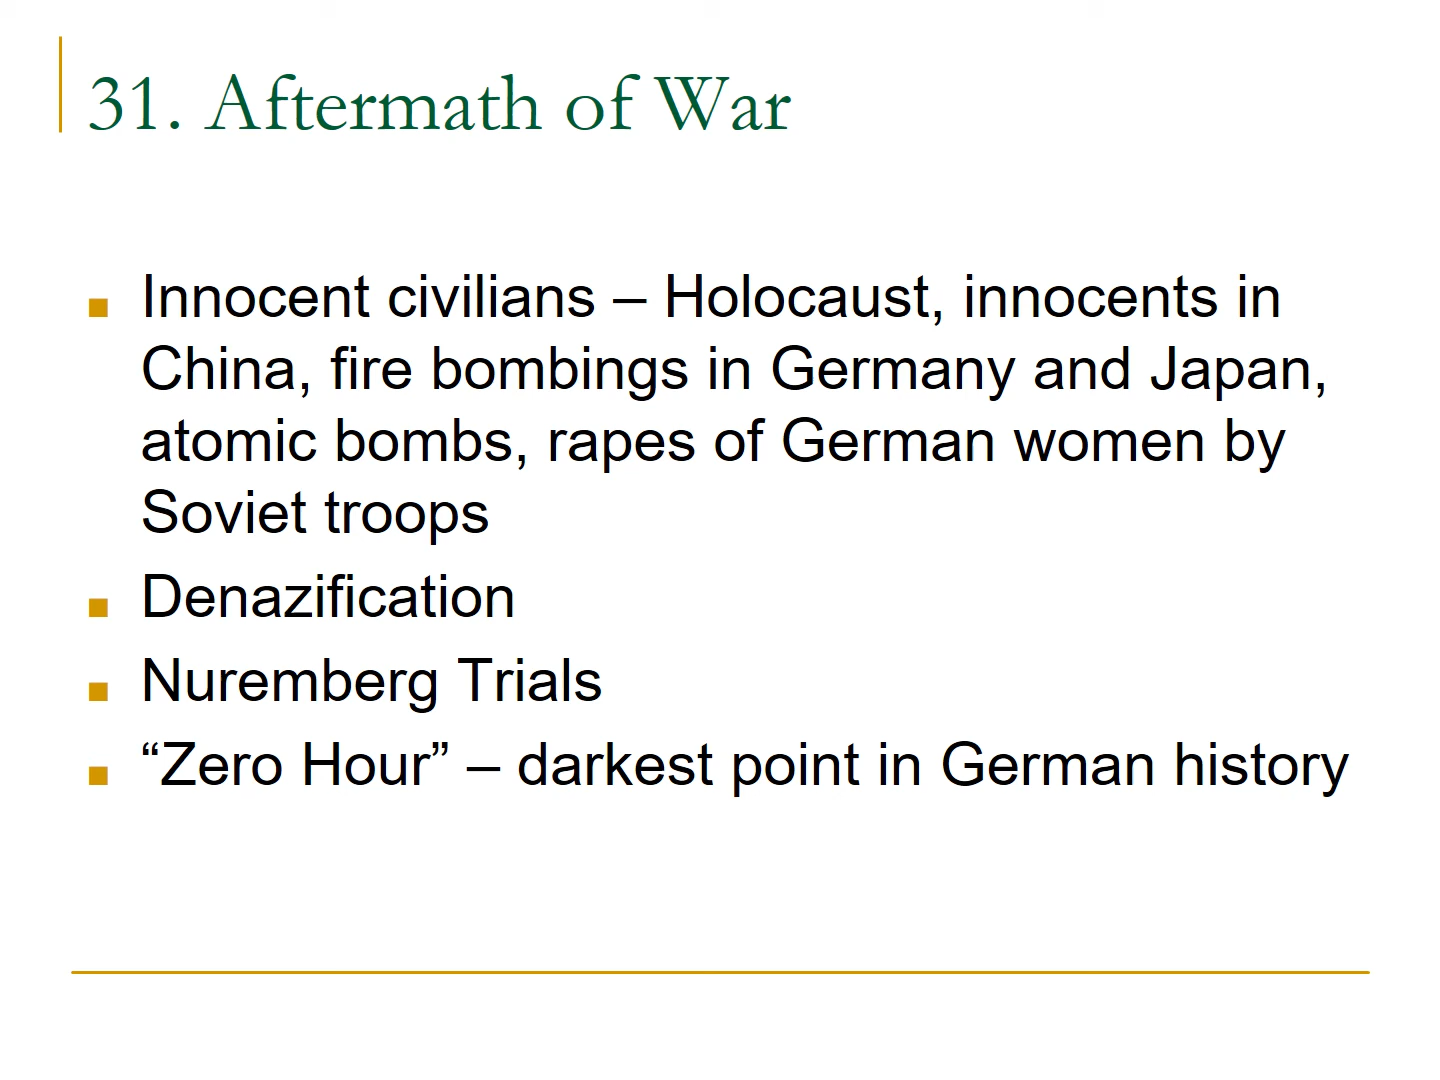 31. Aftermath of War
Innocent civilians – Holocaust, innocents in
China, fire bombings in Germany and Japan,
atomic bombs, rapes of German women by
Soviet troops
Denazification
Nuremberg Trials
“Zero Hour” – darkest point in German history